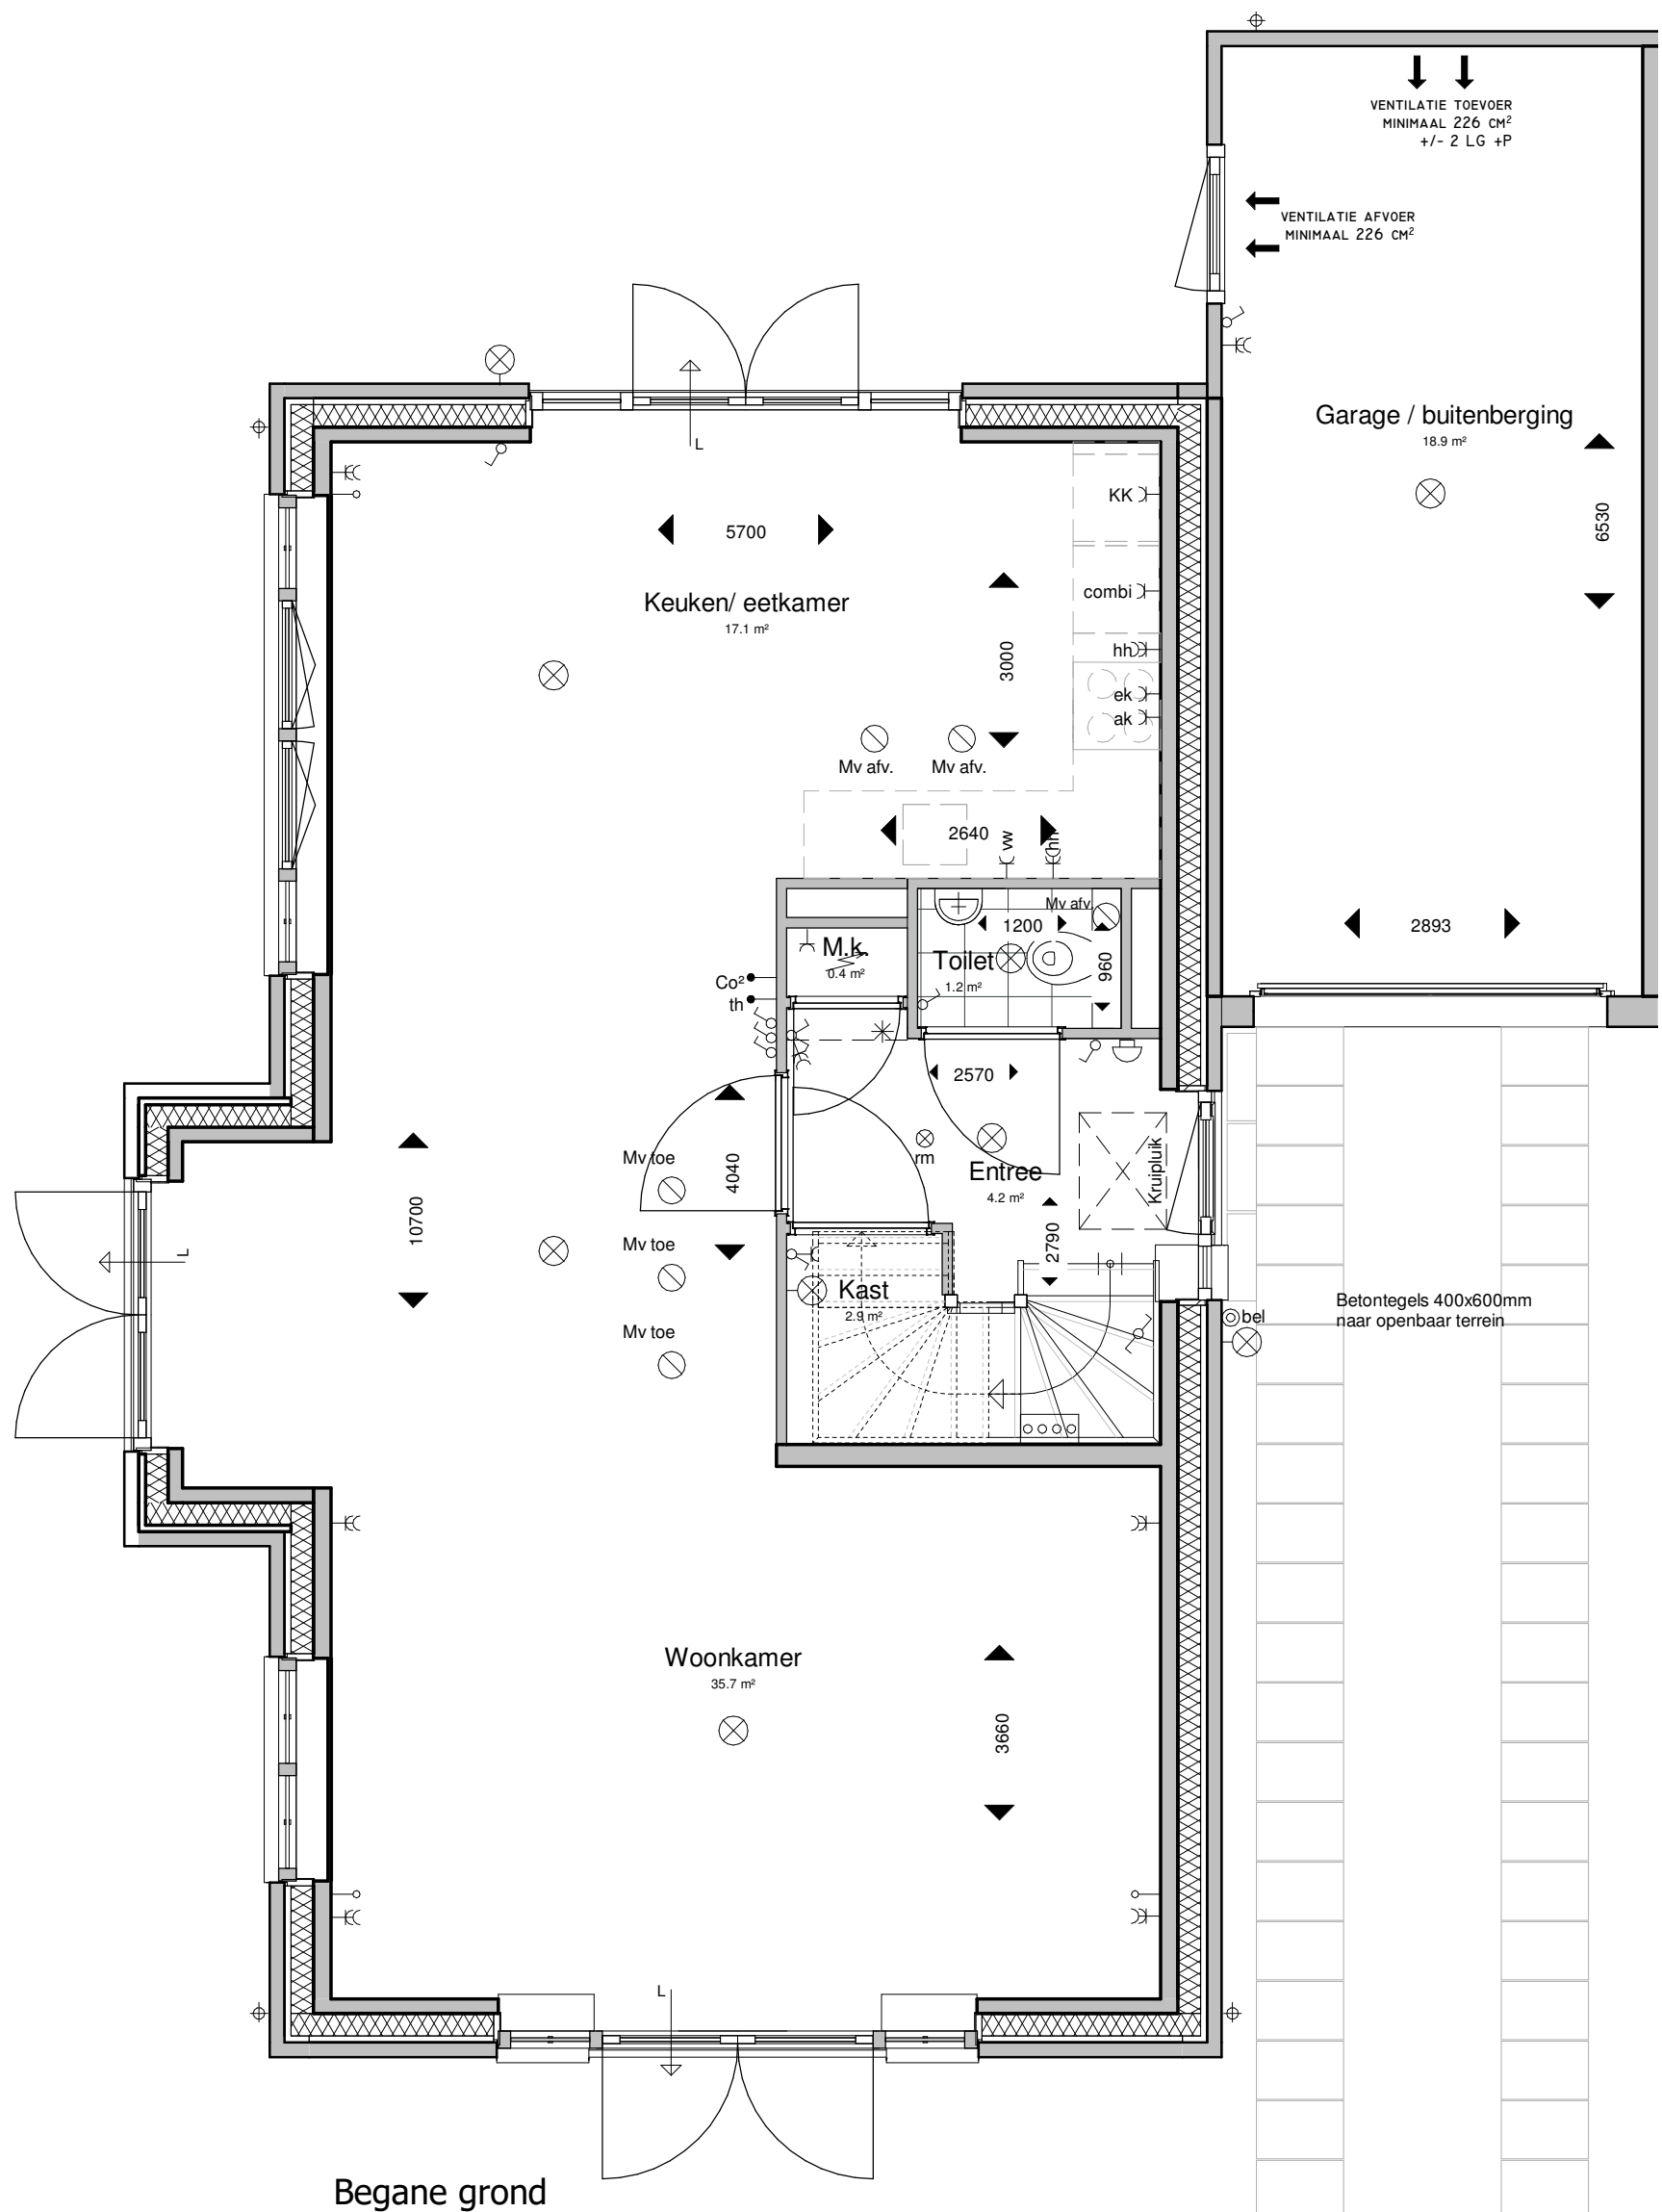 VENTILATIE TOEVOER
MINIMAAL 226 CM²
+/- 2 LG +P
VENTILATIE AFVOER
MINIMAAL 226 CM²
Garage / buitenberging
18.9 m²
6530
2893
L
5700
Keuken/ eetkamer
17.1 m²
3000
KK
combi
hh
ek
ak
Mv afv.
Mv afv.
2640
vw
hh
Mv afv.
1200
960
M.k.
0.4 m²
Toilet
1.2 m²
Co²
th
2570
Mv toe
4040
rm
Entree
4.2 m²
Kruipluik
10700
L
Mv toe
2790
Kast
2.9 m²
Mv toe
bel
Betontegels 400x600mm
naar openbaar terrein
Woonkamer
35.7 m²
3660
L
Begane grond